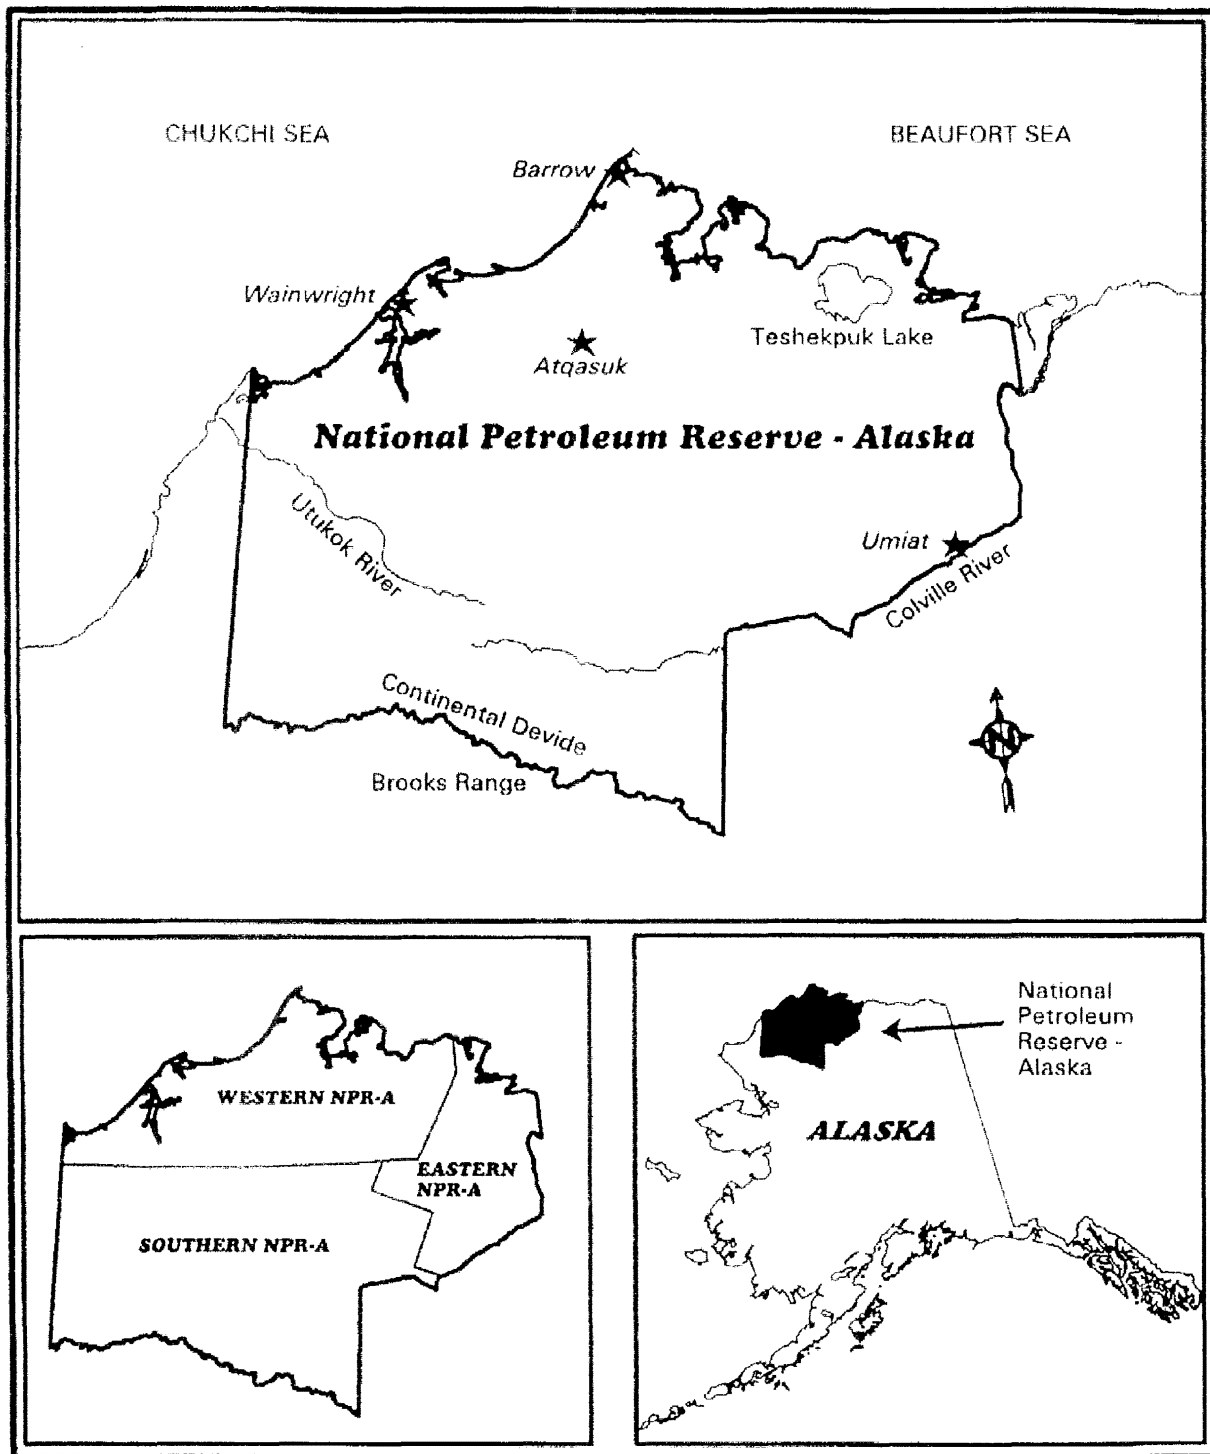 CHUKCHI SEA
BEAUFORT SEA
Barrow
Wainwright
Teshekpuk Lake
Atqasuk
National Petroleum Reserve - Alaska
Utukok River
Umiat
Colville River
Continental Devide
Brooks Range
N
WESTERN NPR-A
EASTERN
NPR-A
SOUTHERN NPR-A
National
Petroleum
Reserve -
Alaska
ALASKA